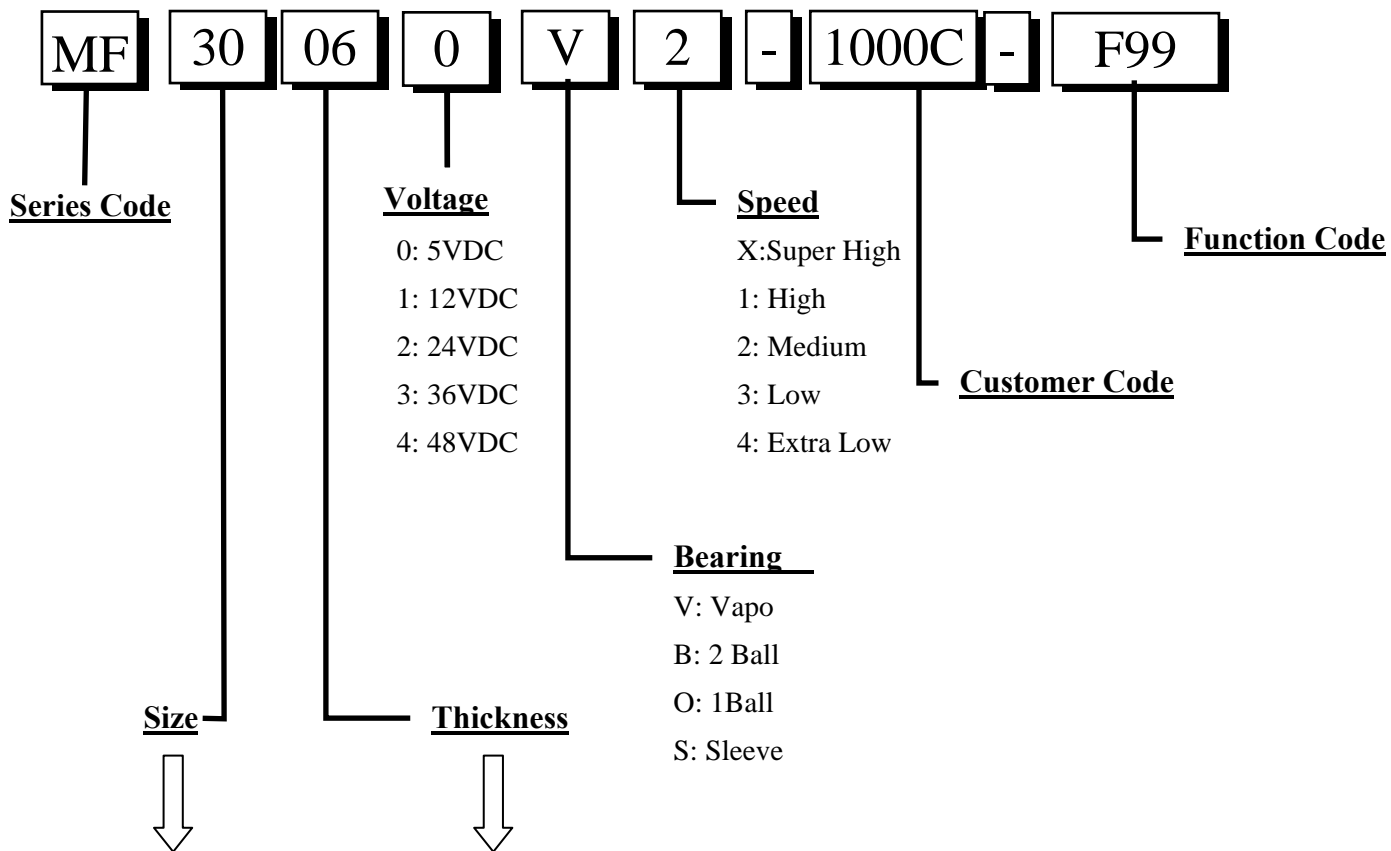 MF 30 06 0 V 2 - 1000C - F99
Series Code
Voltage
0: 5VDC
1: 12VDC
2: 24VDC
3: 36VDC
4: 48VDC
Speed
X:Super High
1: High
2: Medium
3: Low
4: Extra Low
Function Code
Customer Code
Bearing
V: Vapo
B: 2 Ball
O: 1Ball
S: Sleeve
Size
Thickness